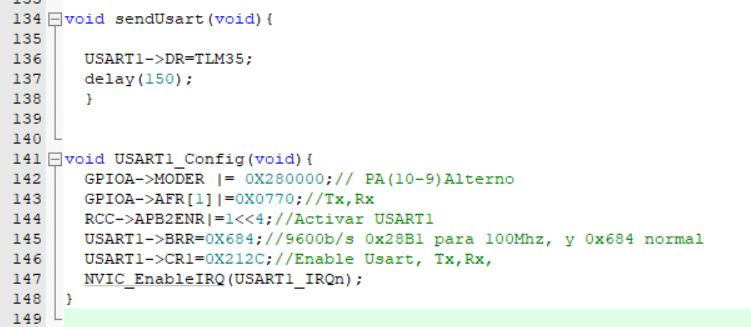 134 void sendUsart(void){
135
136 USART1->DR=TLM35;
137 delay(150);
138 }
139
140
141 void USART1_Config(void){
142 GPIOA->MODER |= 0X280000;// PA(10-9)Alterno
143 GPIOA->AFR[1]|=0X0770;//Tx,Rx
144 RCC->APB2ENR|=1<<4;//Activar USART1
145 USART1->BRR=0X684;//9600b/s 0x28B1 para 100Mhz, y 0x684 normal
146 USART1->CR1=0X212C;//Enable Usart, Tx,Rx,
147 NVIC_EnableIRQ(USART1_IRQn);
148 }
149